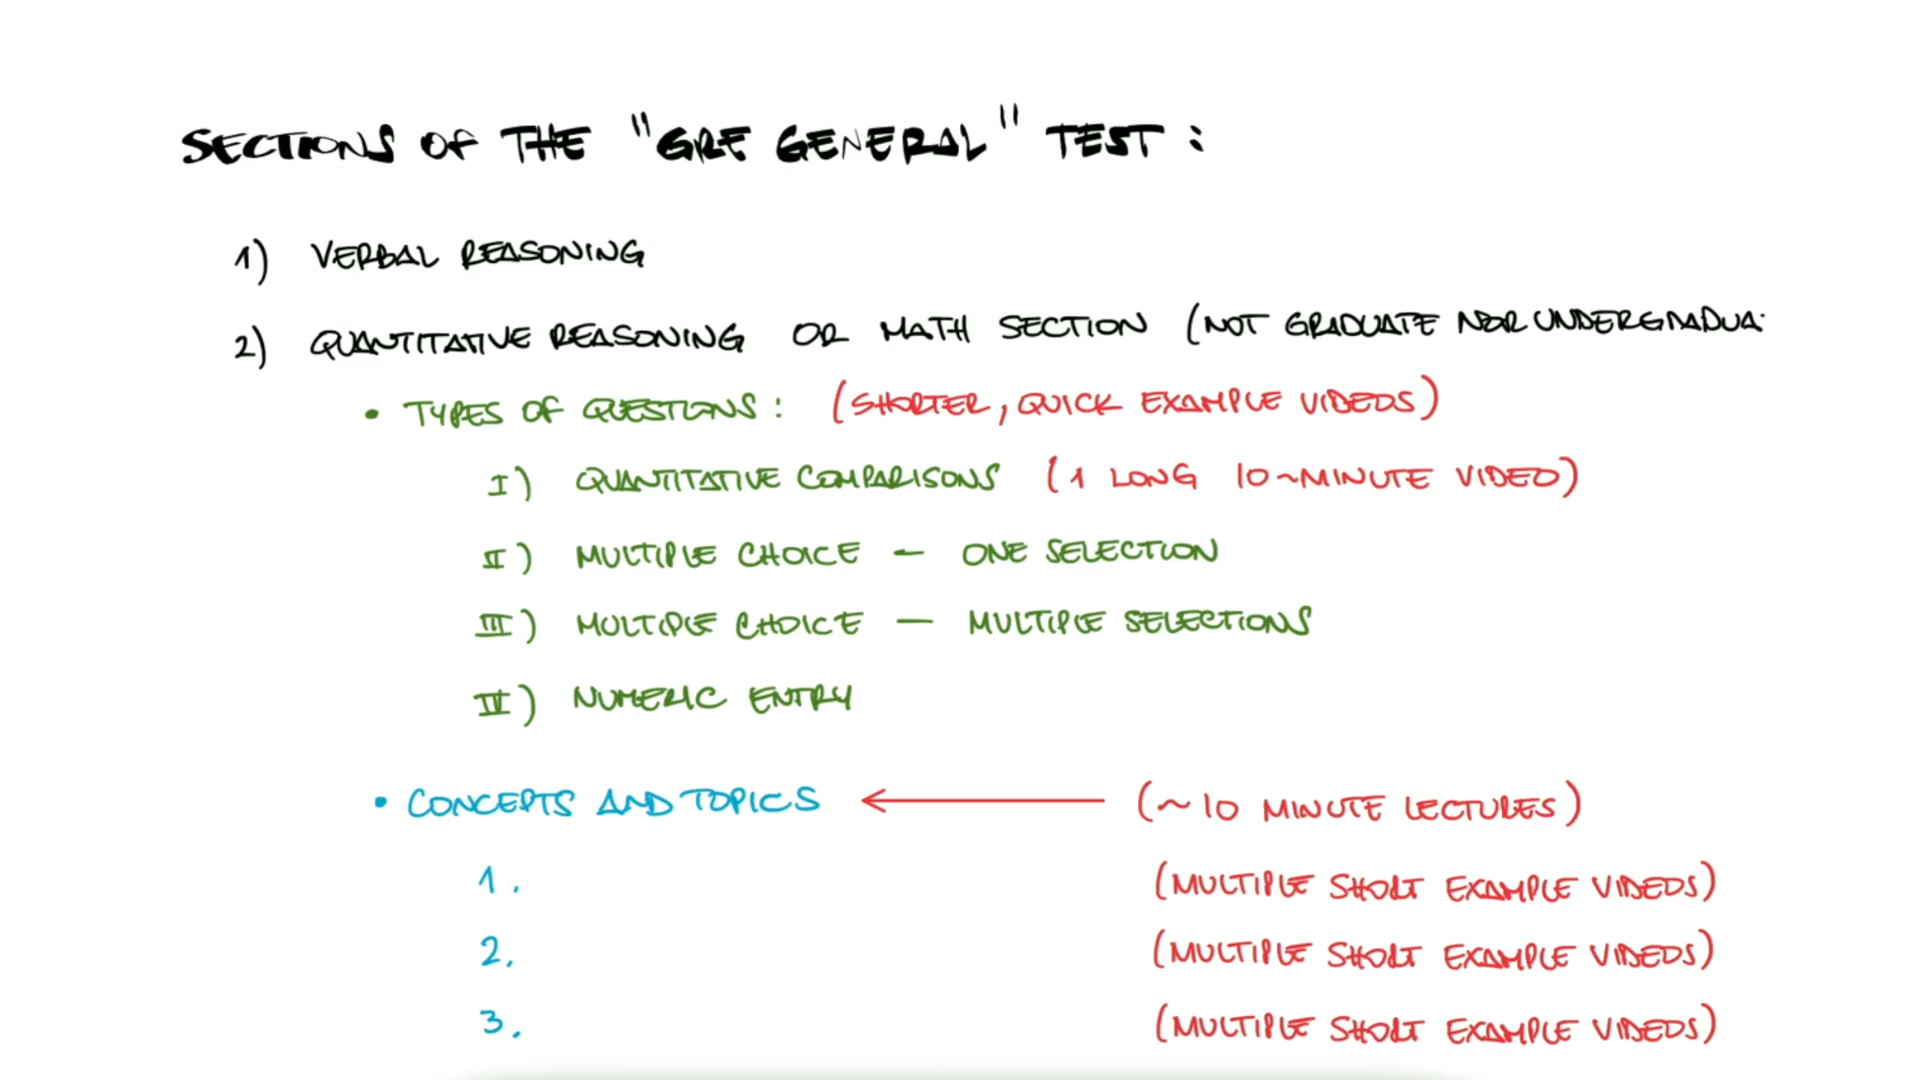 SECTIONS OF THE "GRE GENERAL" TEST:
1) VERBAL REASONING
2) QUANTITATIVE REASONING OR MATH SECTION (NOT GRADUATE NOR UNDERGRADUA
• TYPES OF QUESTIONS: (SHORTER, QUICK EXAMPLE VIDEOS)
I) QUANTITATIVE COMPARISONS (1 LONG 10~MINUTE VIDEO)
II) MULTIPLE CHOICE — ONE SELECTION
III) MULTIPLE CHOICE — MULTIPLE SELECTIONS
IV) NUMERIC ENTRY
• CONCEPTS AND TOPICS ← (~10 MINUTE LECTURES)
1. (MULTIPLE SHORT EXAMPLE VIDEOS)
2. (MULTIPLE SHORT EXAMPLE VIDEOS)
3. (MULTIPLE SHORT EXAMPLE VIDEOS)